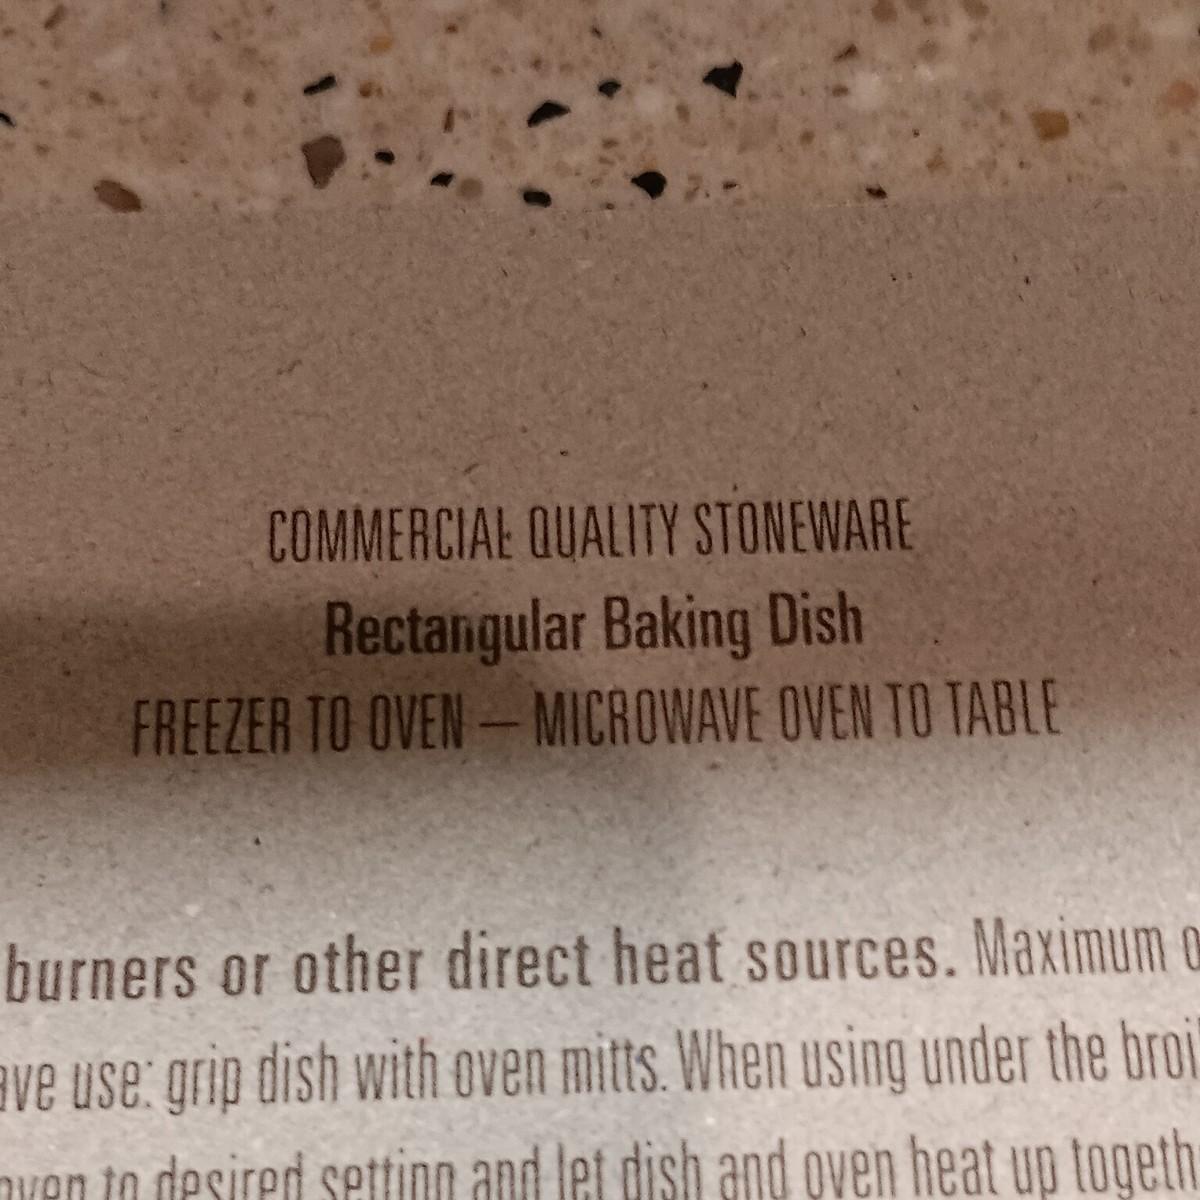 COMMERCIAL QUALITY STONEWARE
Rectangular Baking Dish
FREEZER TO OVEN — MICROWAVE OVEN TO TABLE
burners or other direct heat sources. Maximum
use: grip dish with oven mitts. When using under the
to desired setting and let dish and oven heat up